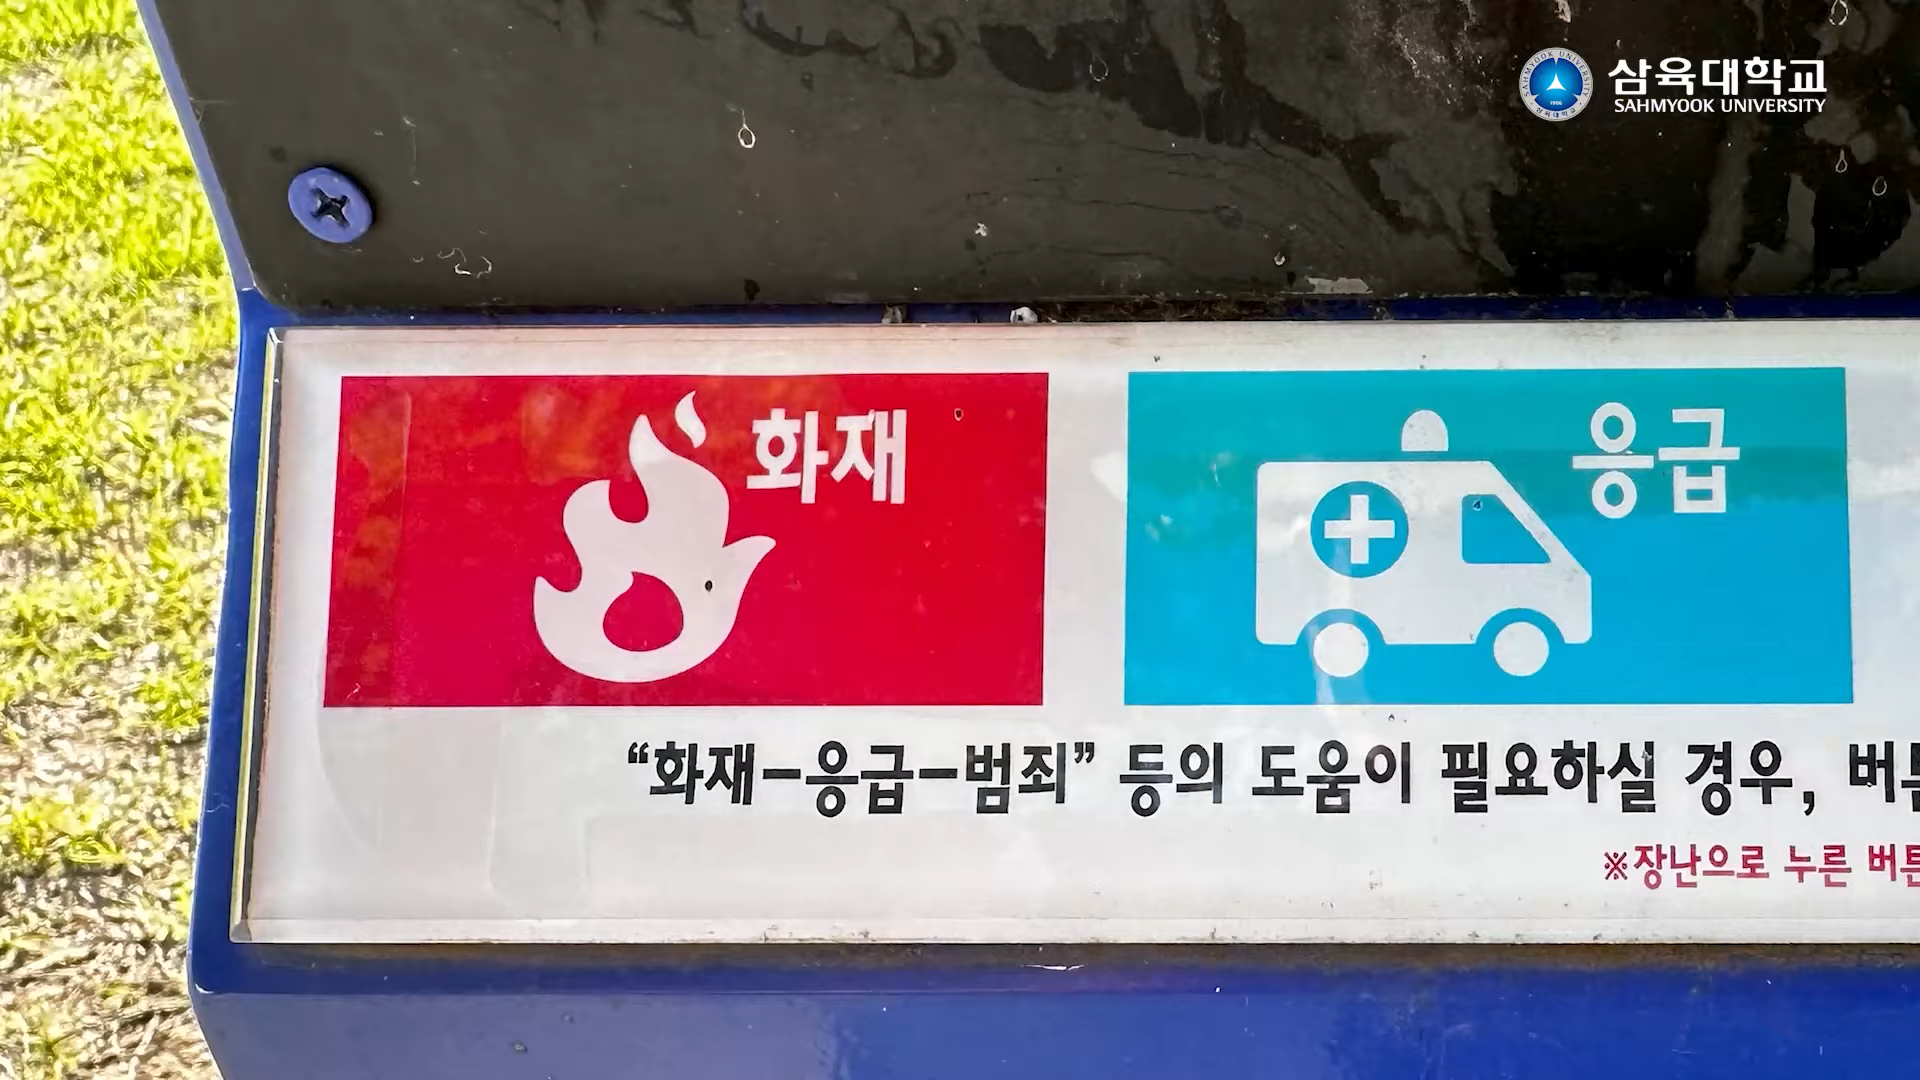 삼육대학교
SAHMYOOK UNIVERSITY
화재
응급
“화재-응급-범죄” 등의 도움이 필요하실 경우,
※장난으로 누른